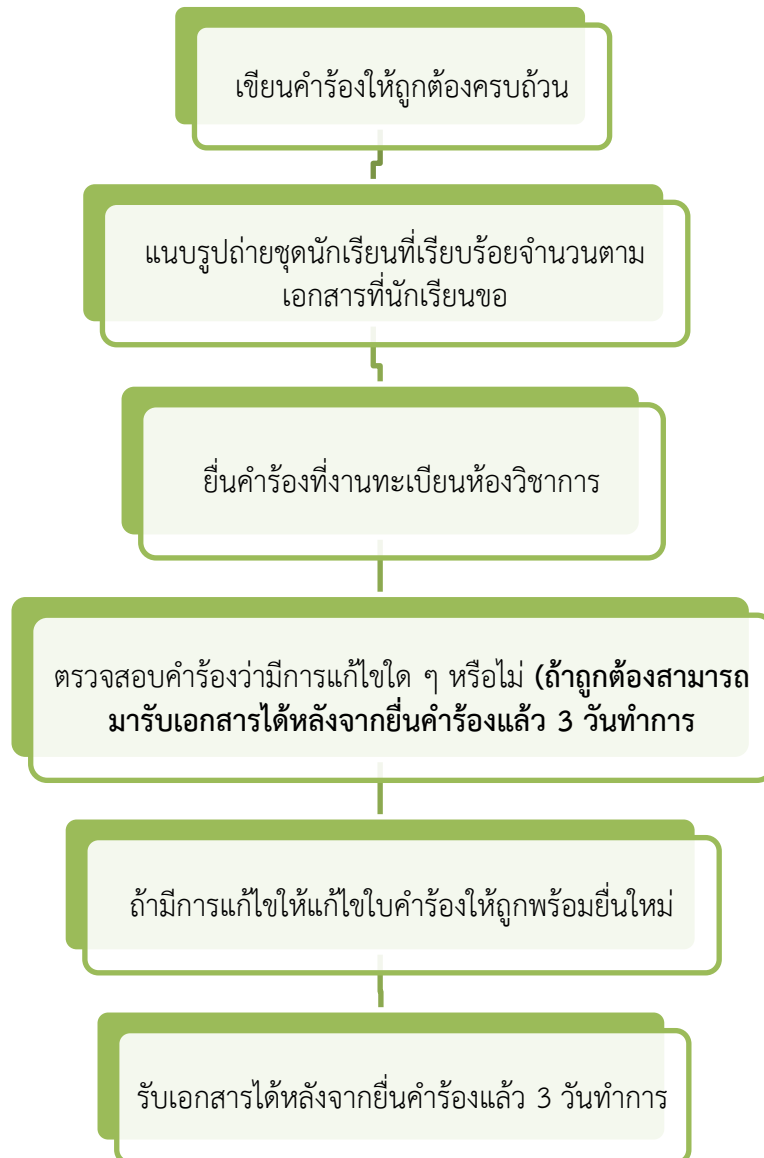 เขียนคำร้องให้ถูกต้องครบถ้วน
แนบรูปถ่ายชุดนักเรียนที่เรียบร้อยจำนวนตาม
เอกสารที่นักเรียนขอ
ยื่นคำร้องที่งานทะเบียนห้องวิชาการ
ตรวจสอบคำร้องว่ามีการแก้ไขใด ๆ หรือไม่ (ถ้าถูกต้องสามารถ
มารับเอกสารได้หลังจากยื่นคำร้องแล้ว 3 วันทำการ
ถ้ามีการแก้ไขให้แก้ไขใบคำร้องให้ถูกพร้อมยื่นใหม่
รับเอกสารได้หลังจากยื่นคำร้องแล้ว 3 วันทำการ